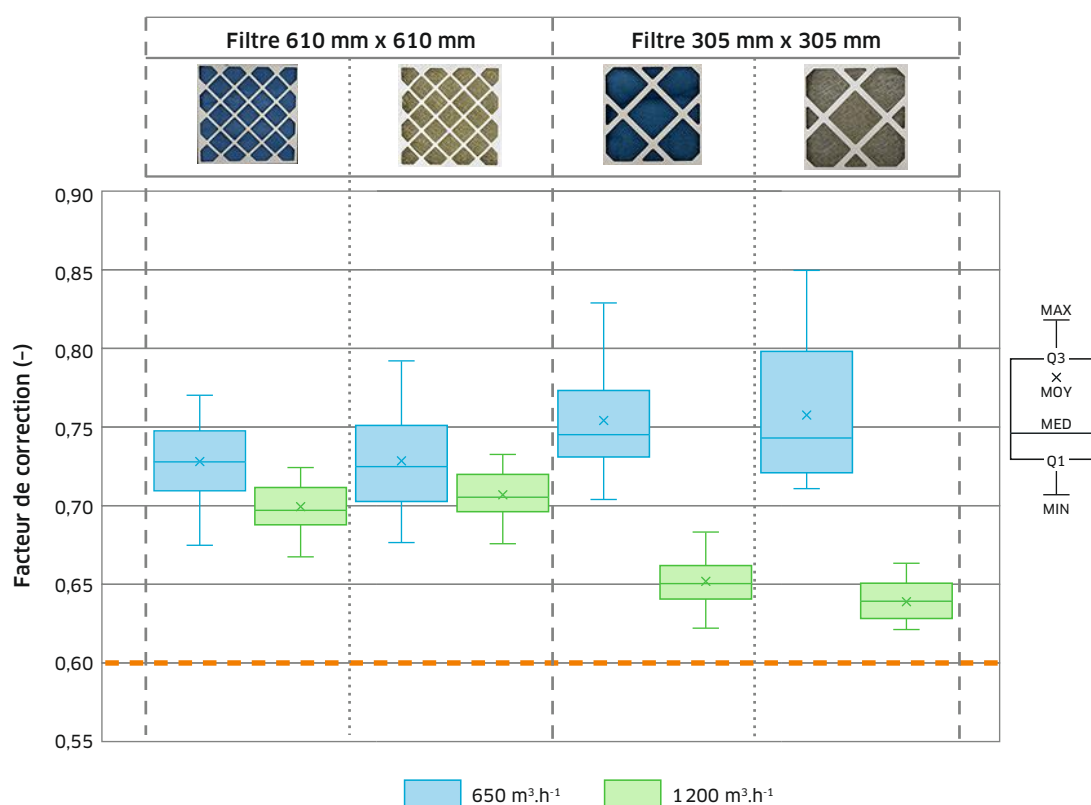 Filtre 610 mm x 610 mm
Filtre 305 mm x 305 mm
Facteur de correction (–)
0,90
0,85
0,80
0,75
0,70
0,65
0,60
0,55
MAX
Q3
MOY
MED
Q1
MIN
650 m³.h⁻¹
1200 m³.h⁻¹